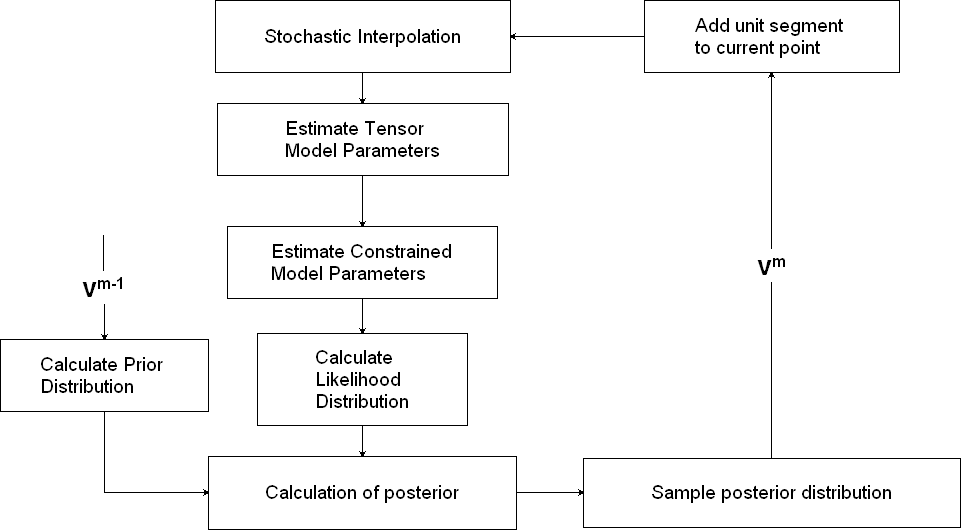 Stochastic Interpolation
Add unit segment
to current point
Estimate Tensor
Model Parameters
Estimate Constrained
Model Parameters
V^m-1
V^m
Calculate Prior
Distribution
Calculate
Likelihood
Distribution
Calculation of posterior
Sample posterior distribution